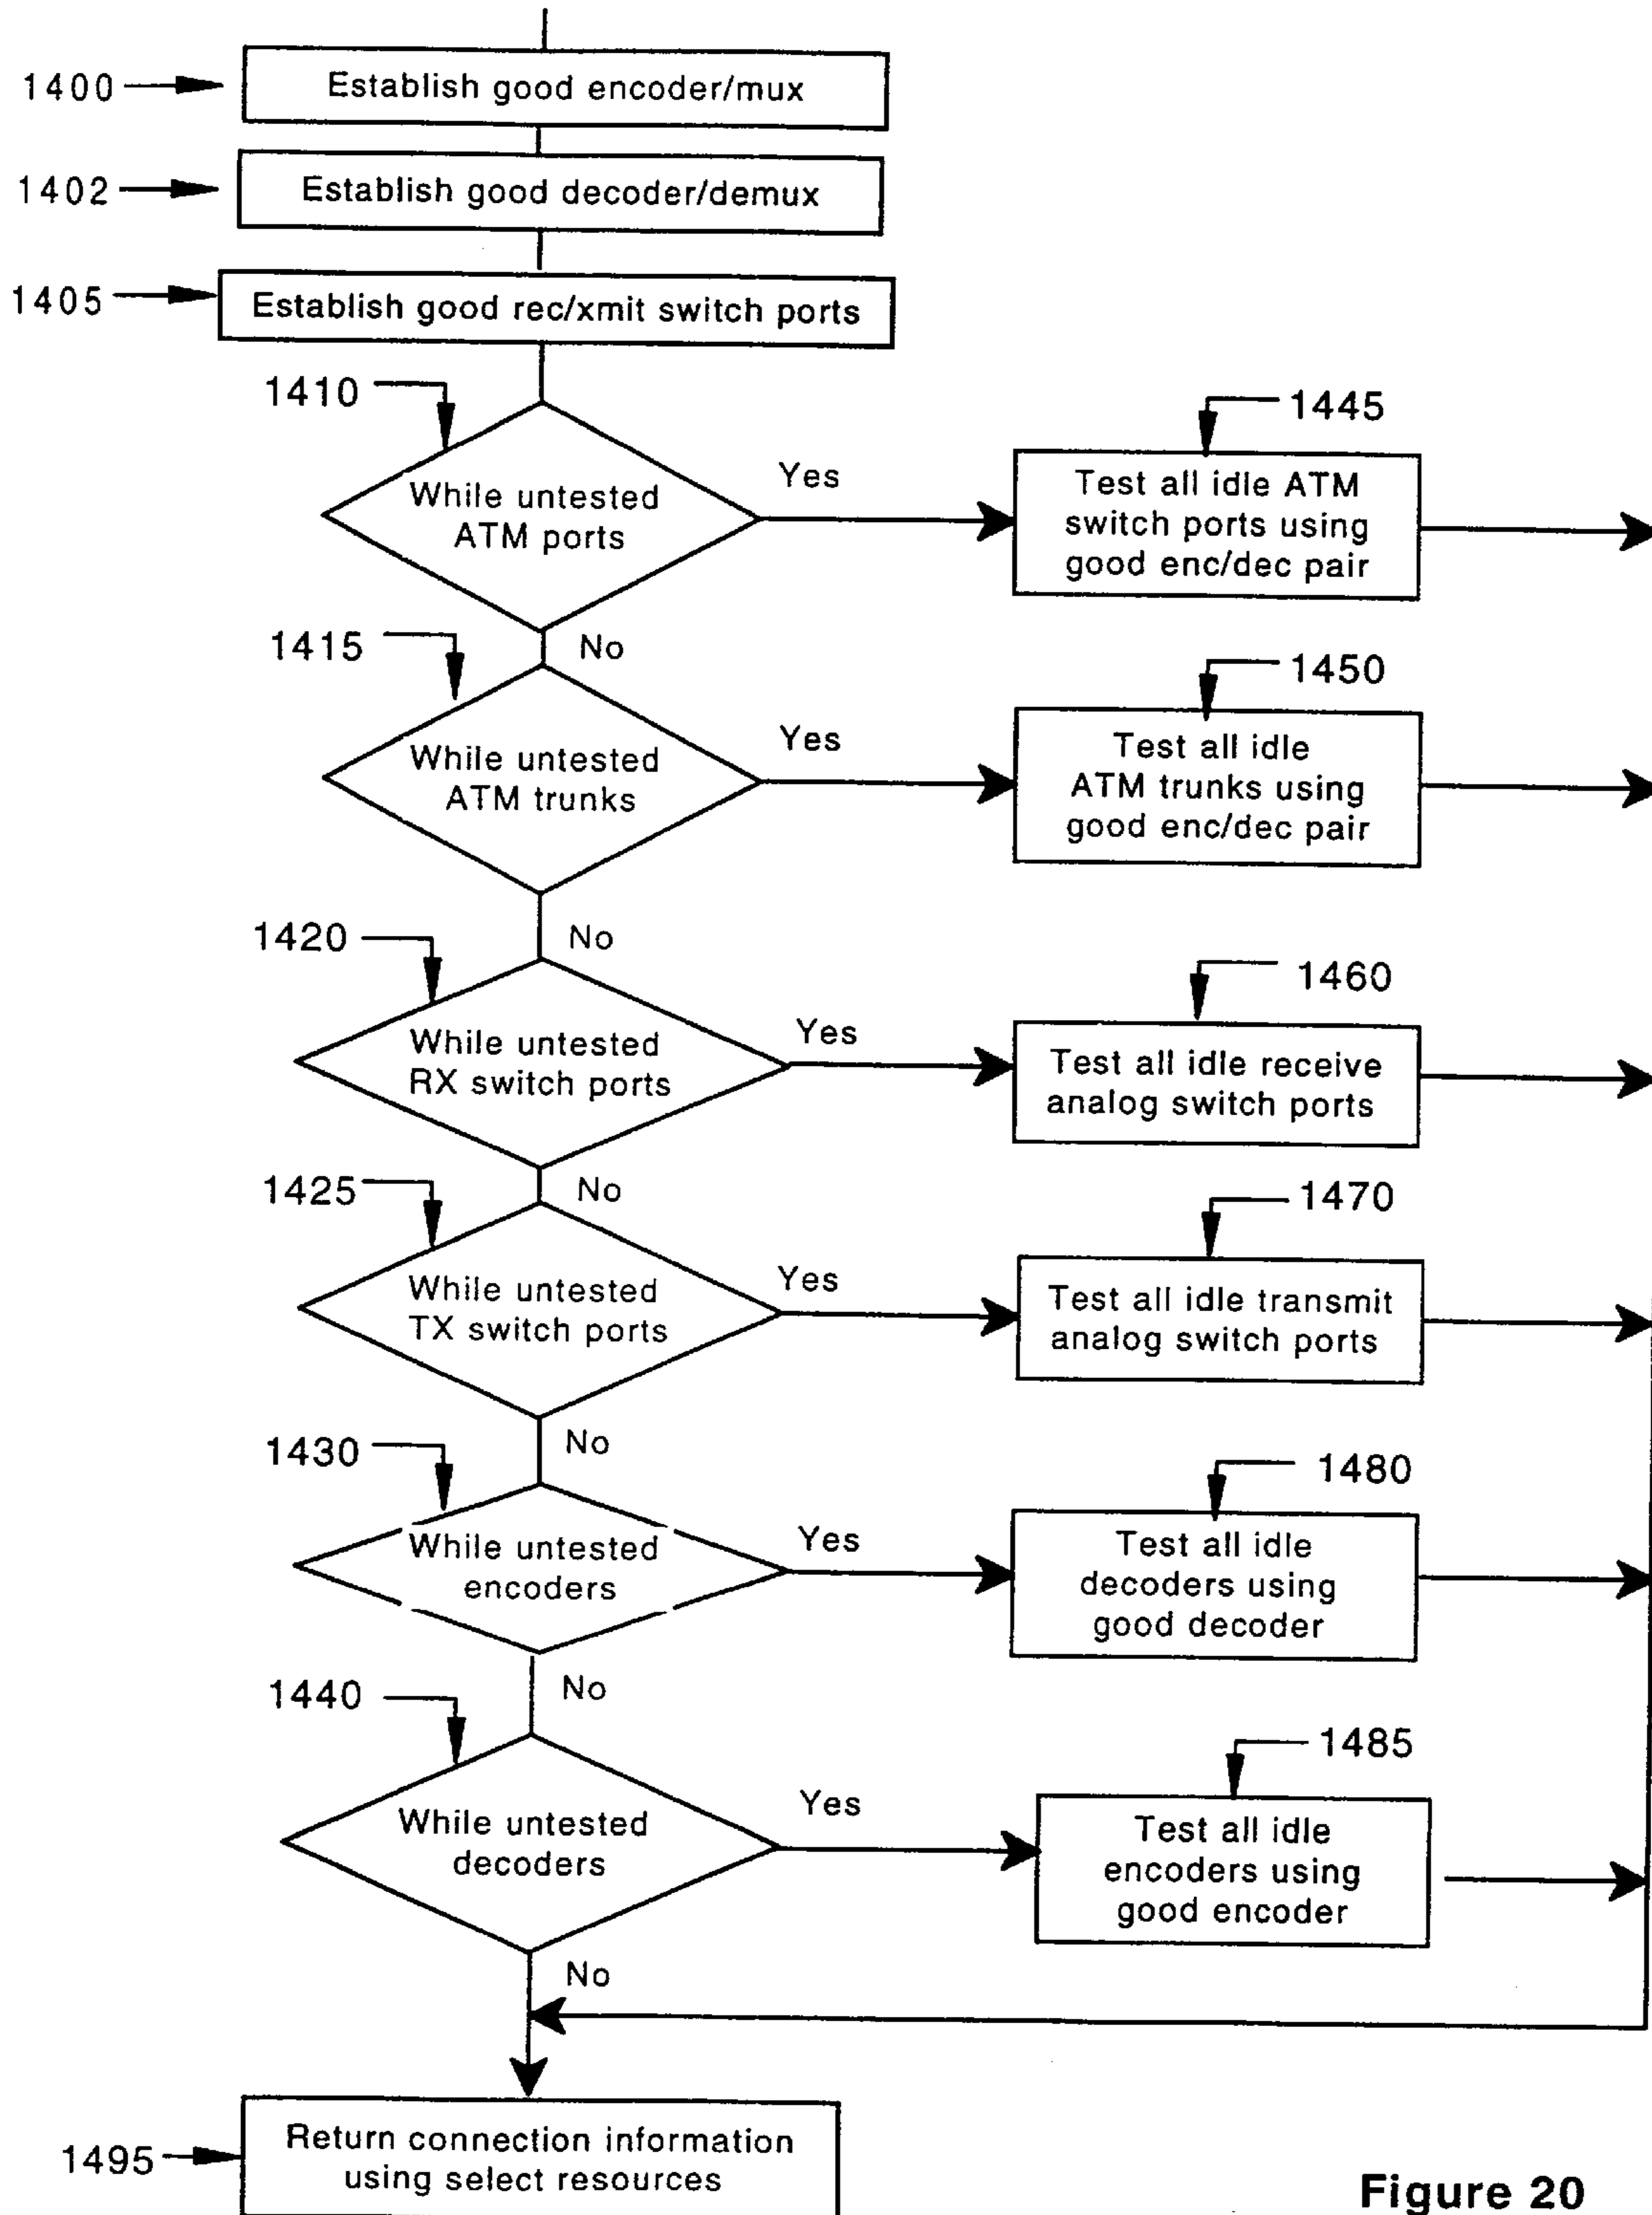 1400
Establish good encoder/mux
1402
Establish good decoder/demux
1405
Establish good rec/xmit switch ports
1410
1445
While untested
ATM ports
Yes
Test all idle ATM
switch ports using
good enc/dec pair
No
1415
1450
While untested
ATM trunks
Yes
Test all idle
ATM trunks using
good enc/dec pair
No
1420
1460
While untested
RX switch ports
Yes
Test all idle receive
analog switch ports
No
1425
1470
While untested
TX switch ports
Yes
Test all idle transmit
analog switch ports
No
1430
1480
While untested
encoders
Yes
Test all idle
decoders using
good decoder
No
1440
1485
While untested
decoders
Yes
Test all idle
encoders using
good encoder
No
1495
Return connection information
using select resources
Figure 20